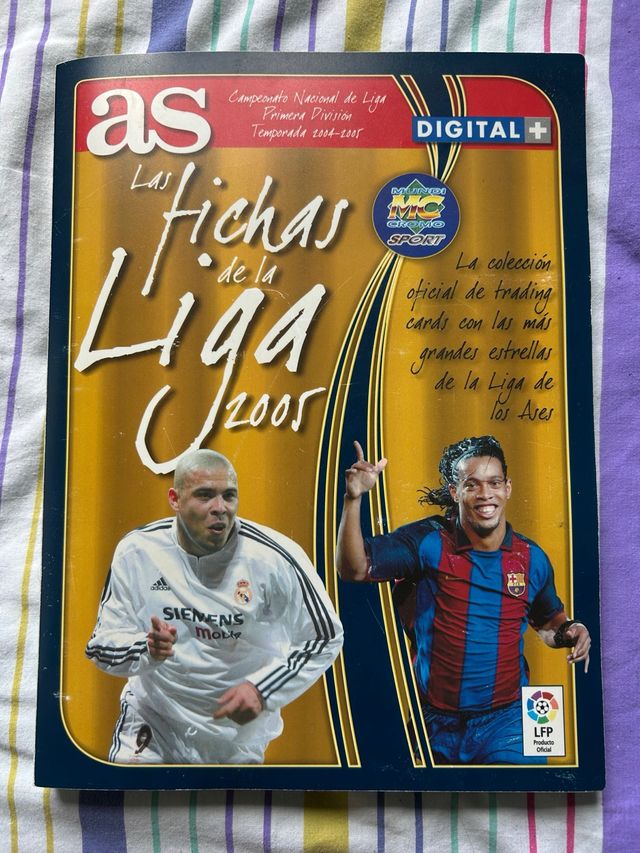 as
Campeonato Nacional de Liga
Primera División
Temporada 2004-2005
DIGITAL+
Las
fichas
de la
Liga
2005
MUNDI
MC
CROMO
SPORT
La colección
oficial de trading
cards con las más
grandes estrellas
de la Liga de
los Ases
adidas
SIEMENS
mobile
9
LFP
Producto
Oficial